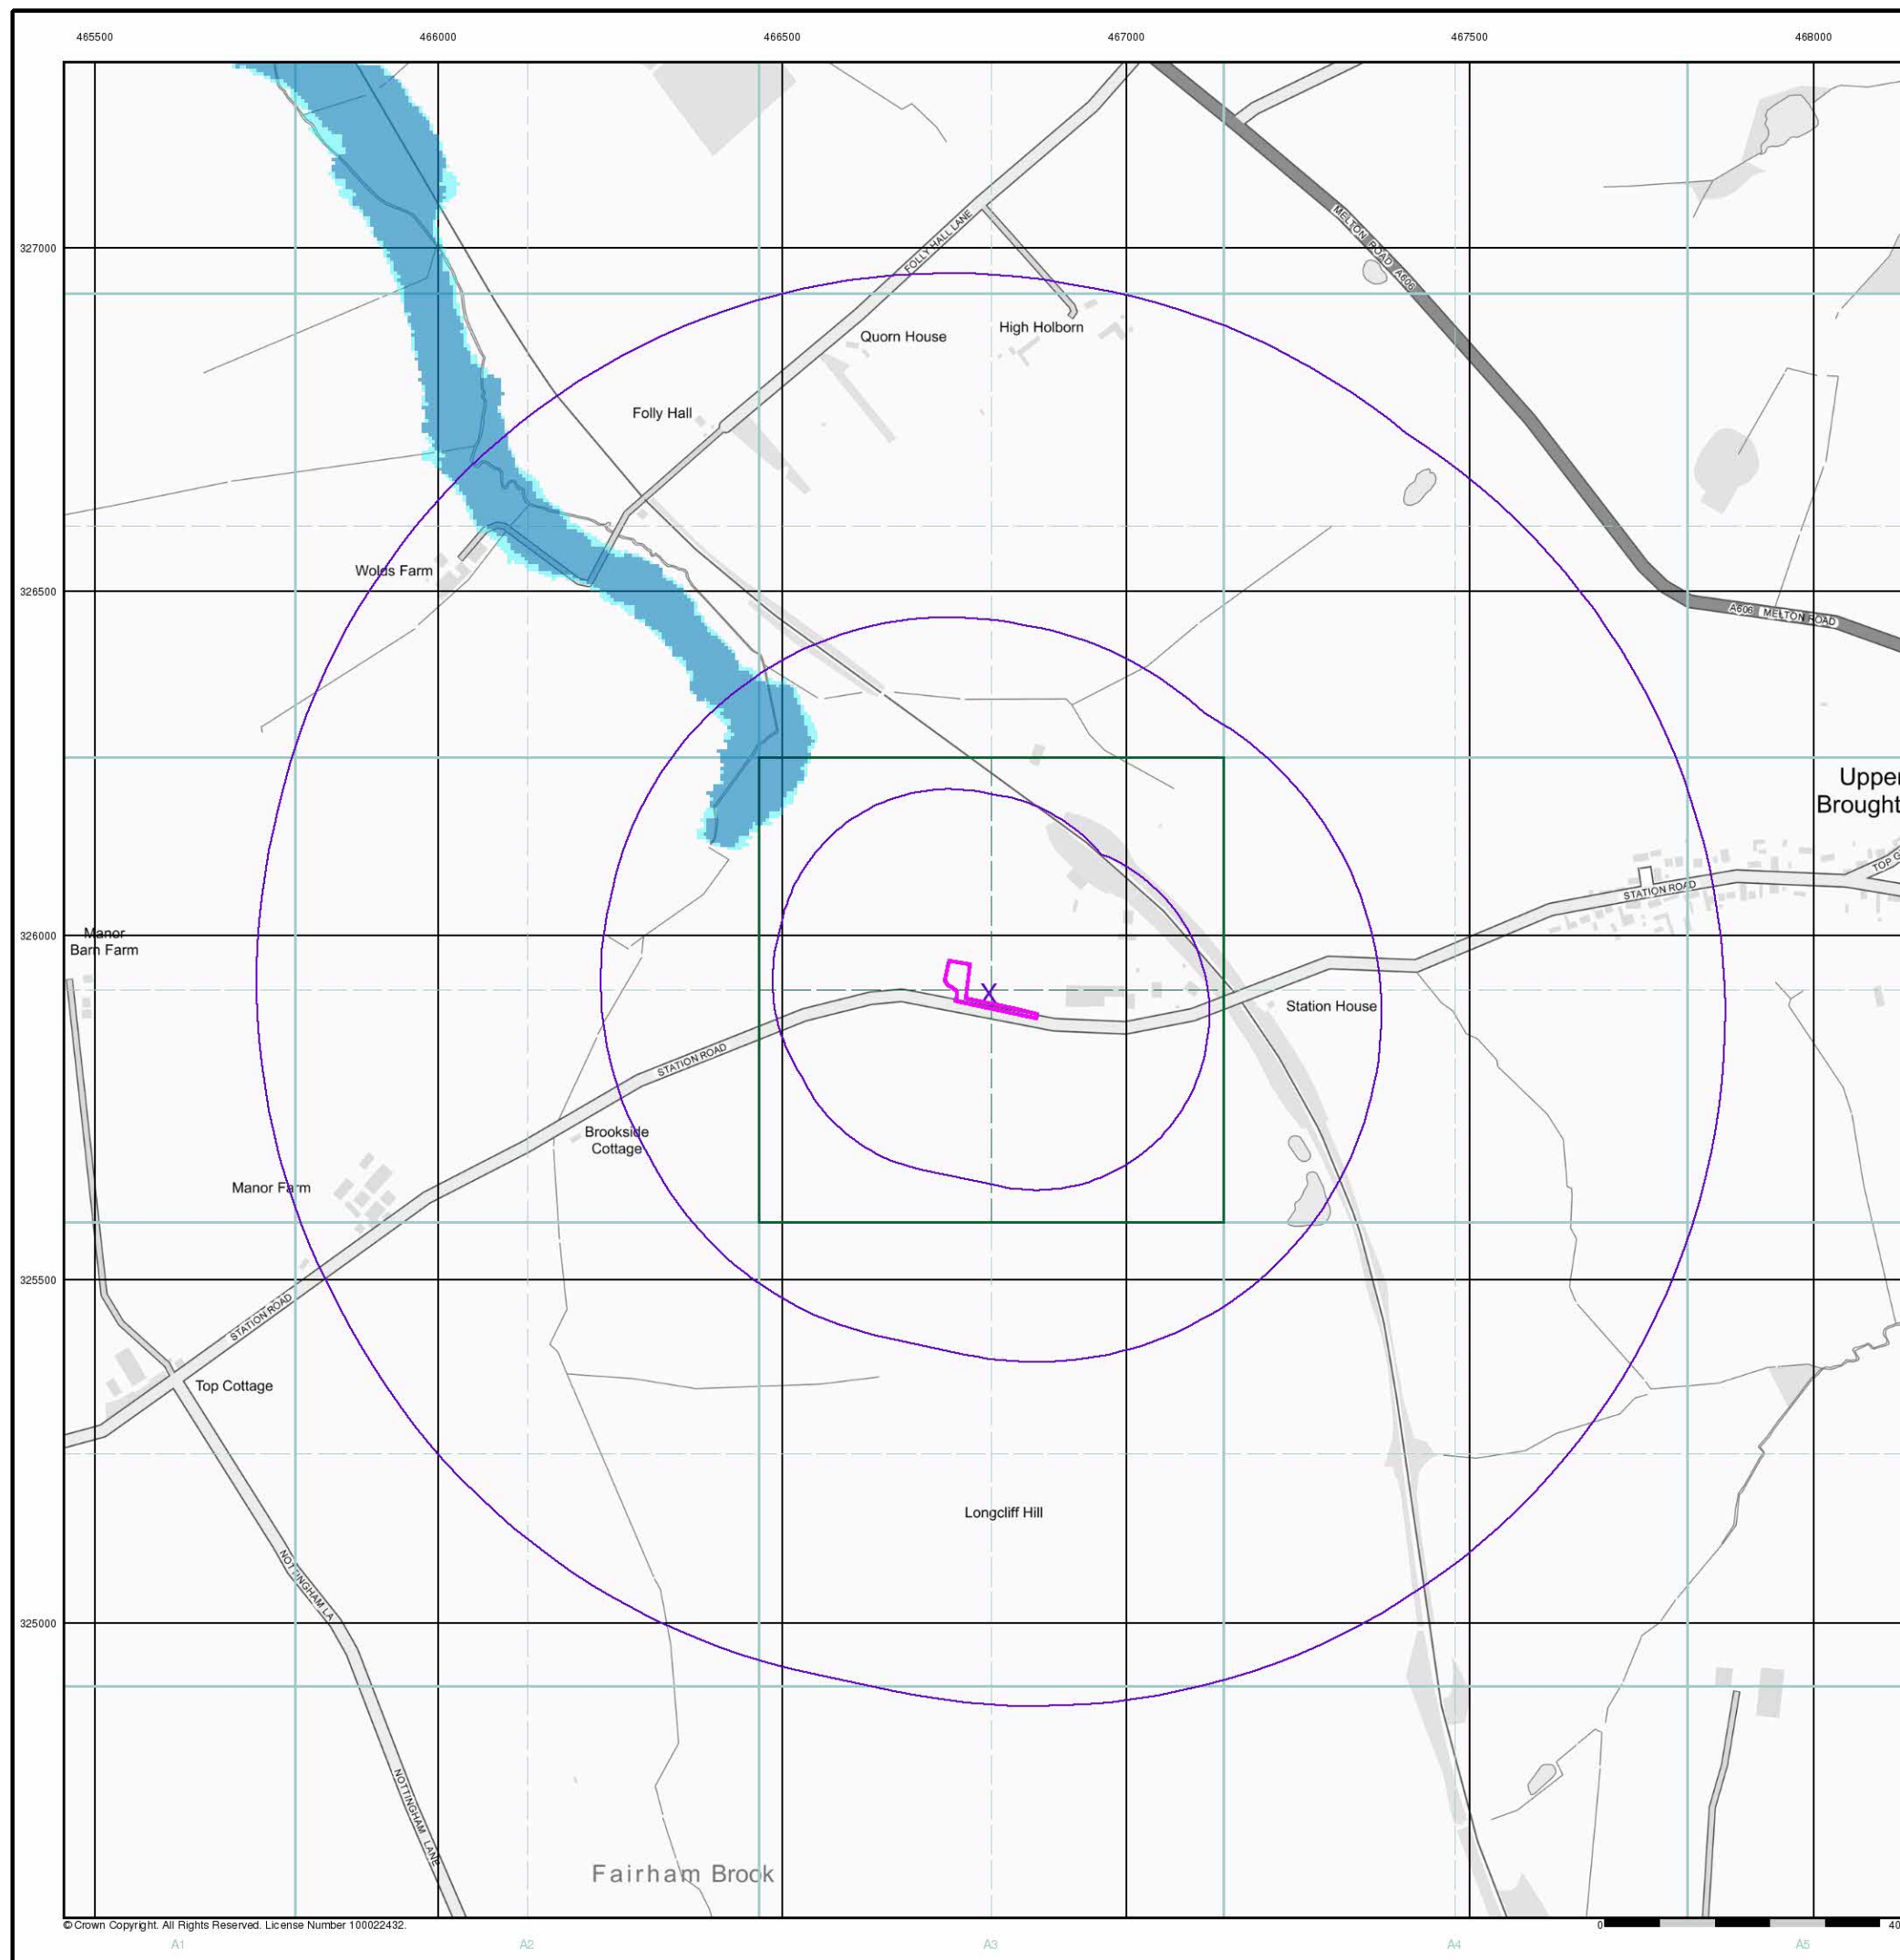 465500 466000 466500 467000 467500 468000
MELTON ROAD A606
FOLLY HALL LANE
327000
Quorn House
High Holborn
Folly Hall
Wolds Farm
326500
A606 MELTON ROAD
Upper
Brought
TOP G
STATION ROAD
Manor
Barn Farm
326000
X
Station House
STATION ROAD
Brookside
Cottage
Manor Farm
325500
STATION ROAD
Top Cottage
Longcliff Hill
NOTTINGHAM LA
325000
NOTTINGHAM LANE
Fairham Brook
© Crown Copyright. All Rights Reserved. License Number 100022432.
0 40
A1 A2 A3 A4 A5